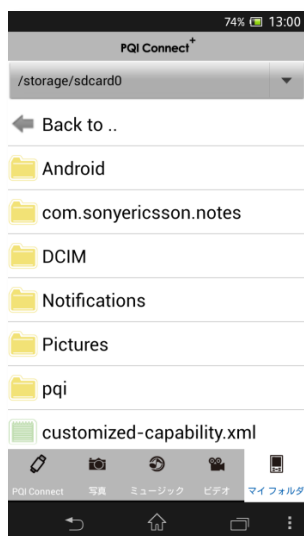 74% 13:00
PQI Connect+
/storage/sdcard0
Back to ..
Android
com.sonyericsson.notes
DCIM
Notifications
Pictures
pqi
customized-capability.xml
PQI Connect 写真 ミュージック ビデオ マイ フォルダ